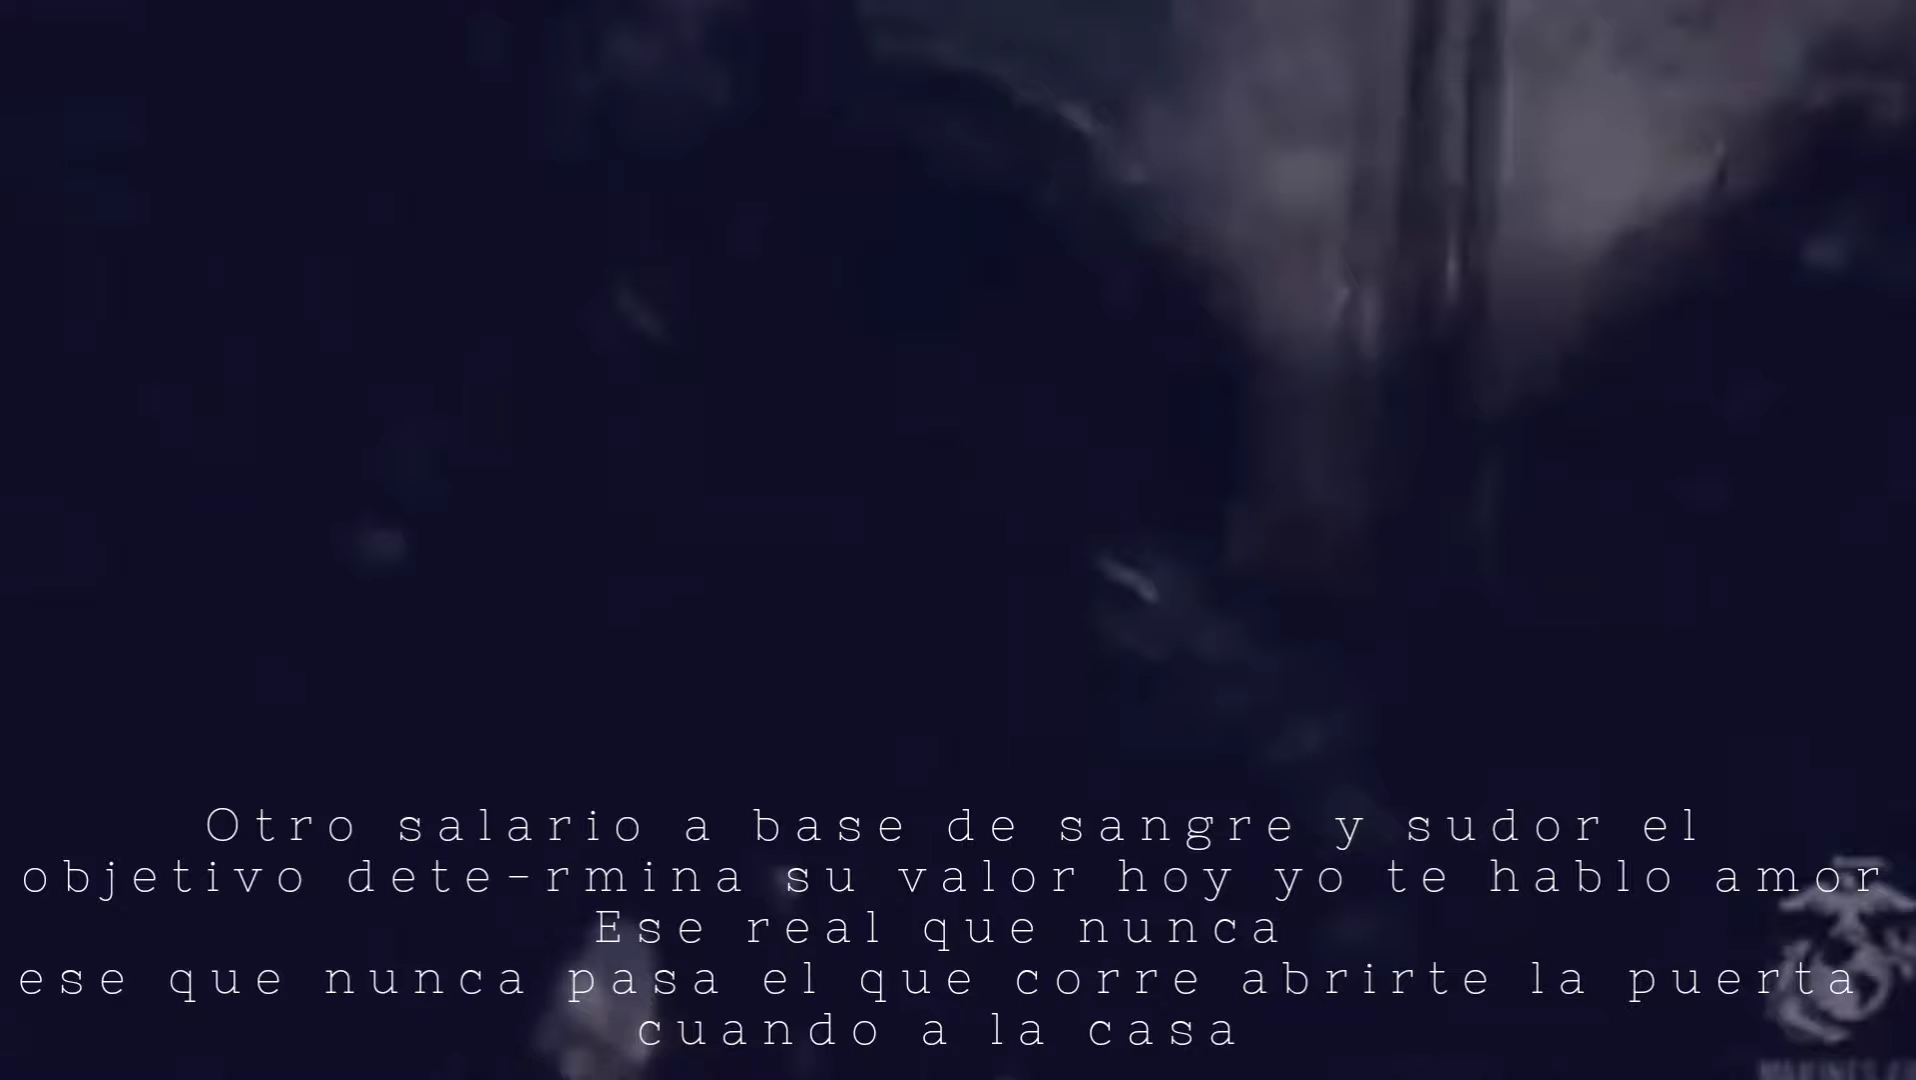 Otro salario a base de sangre y sudor el
objetivo dete-rmina su valor hoy yo te hablo amor
Ese real que nunca
ese que nunca pasa el que corre abrirte la puerta
cuando a la casa